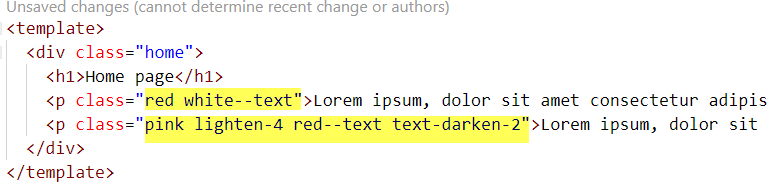 Unsaved changes (cannot determine recent change or authors)
<template>
<div class="home">
<h1>Home page</h1>
<p class="red white--text">Lorem ipsum, dolor sit amet consectetur adipis
<p class="pink lighten-4 red--text text-darken-2">Lorem ipsum, dolor sit
</div>
</template>